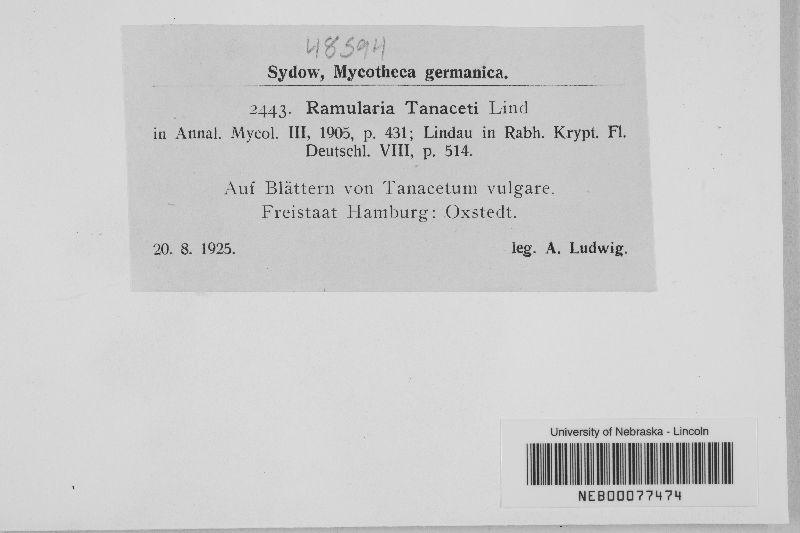 48594
Sydow, Mycotheca germanica.
2443. Ramularia Tanaceti Lind
in Annal. Mycol. III, 1905, p. 431; Lindau in Rabh. Krypt. Fl.
Deutschl. VIII, p. 514.
Auf Blättern von Tanacetum vulgare.
Freistaat Hamburg: Oxstedt.
20. 8. 1925. leg. A. Ludwig.
University of Nebraska - Lincoln
NEB00077474